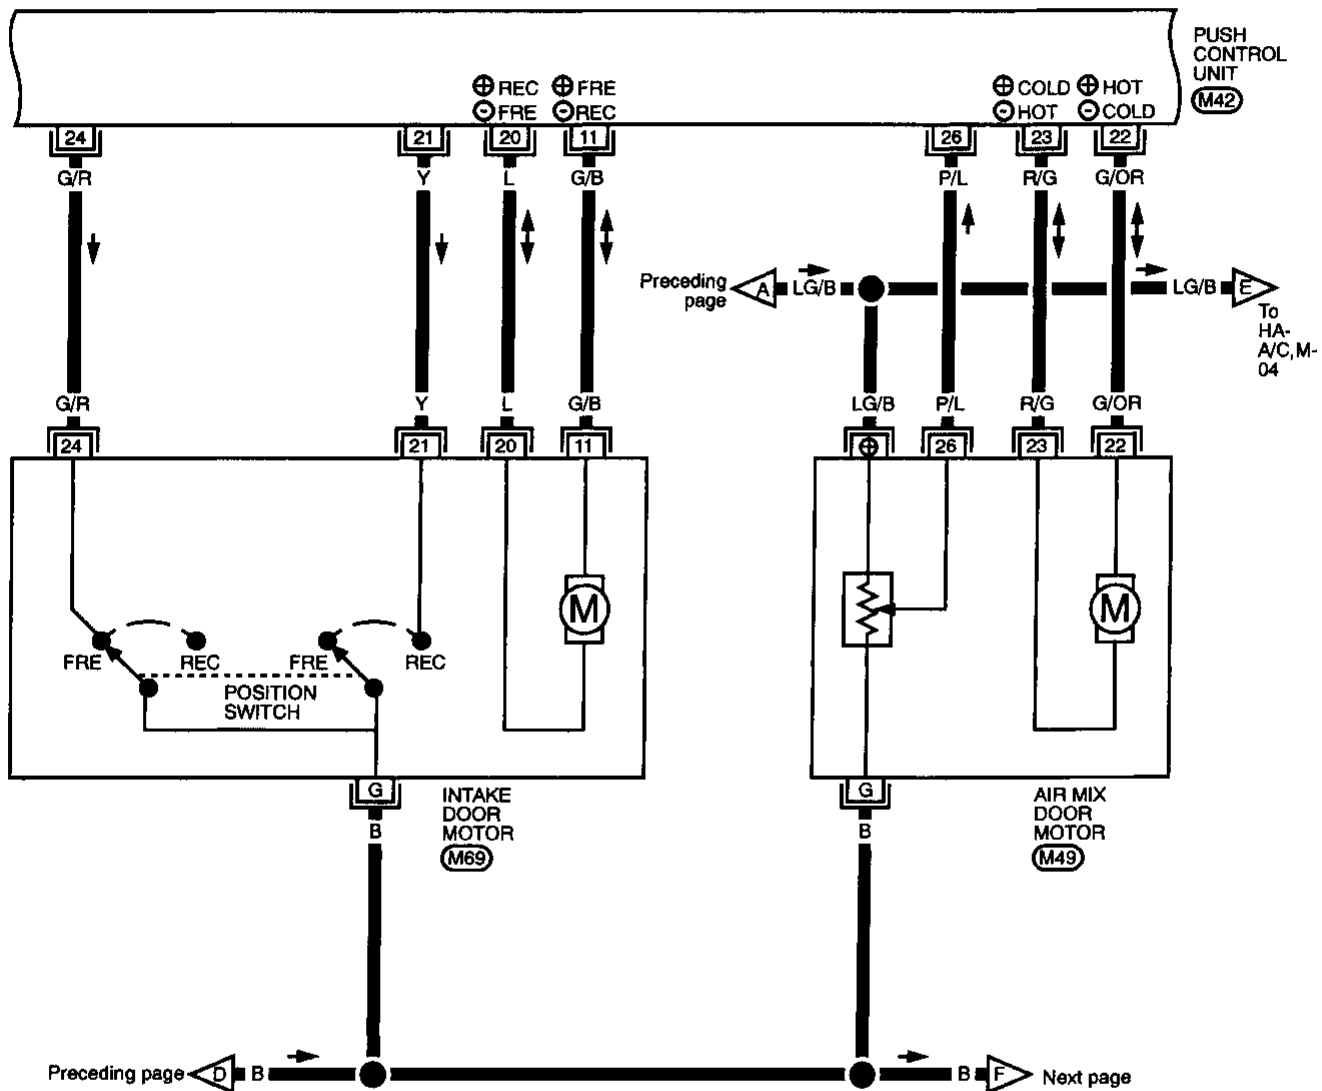 PUSH
CONTROL
UNIT
M42
⊕ REC ⊕ FRE
⊖ FRE ⊖ REC
⊕ COLD ⊕ HOT
⊖ HOT ⊖ COLD
24 21 20 11 26 23 22
G/R Y L G/B P/L R/G G/OR
Preceding
page
A LG/B LG/B E
To
HA-
A/C,M-
04
G/R Y L G/B LG/B P/L R/G G/OR
24 21 20 11 ⊕ 26 23 22
M M
FRE REC FRE REC
POSITION
SWITCH
G
B
INTAKE
DOOR
MOTOR
M69
G
B
AIR MIX
DOOR
MOTOR
M49
Preceding page D B B F Next page